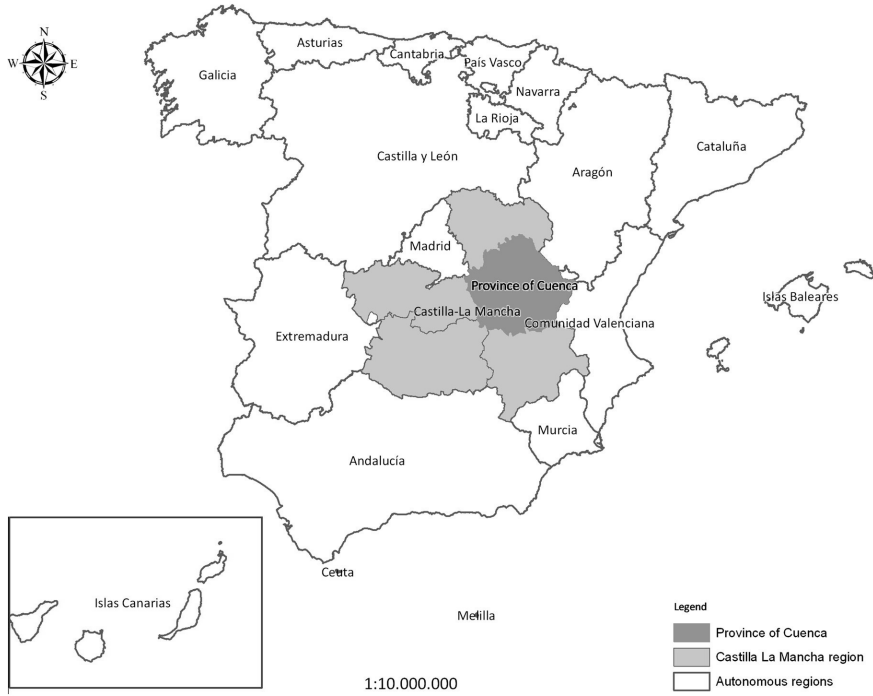 N
W
E
S
Asturias
Cantabria
País Vasco
Galicia
Navarra
La Rioja
Cataluña
Castilla y León
Aragón
Madrid
Province of Cuenca
Islas Baleares
Castilla-La Mancha
Comunidad Valenciana
Extremadura
Murcia
Andalucía
Ceuta
Islas Canarias
Melilla
Legend
Province of Cuenca
Castilla La Mancha region
Autonomous regions
1:10.000.000